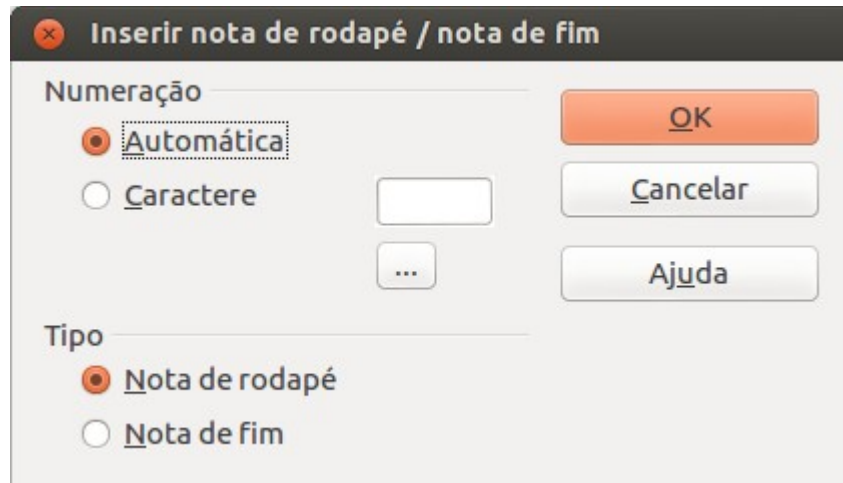 Inserir nota de rodapé / nota de fim
Numeração
Automática
Caractere
...
Tipo
Nota de rodapé
Nota de fim
OK
Cancelar
Ajuda